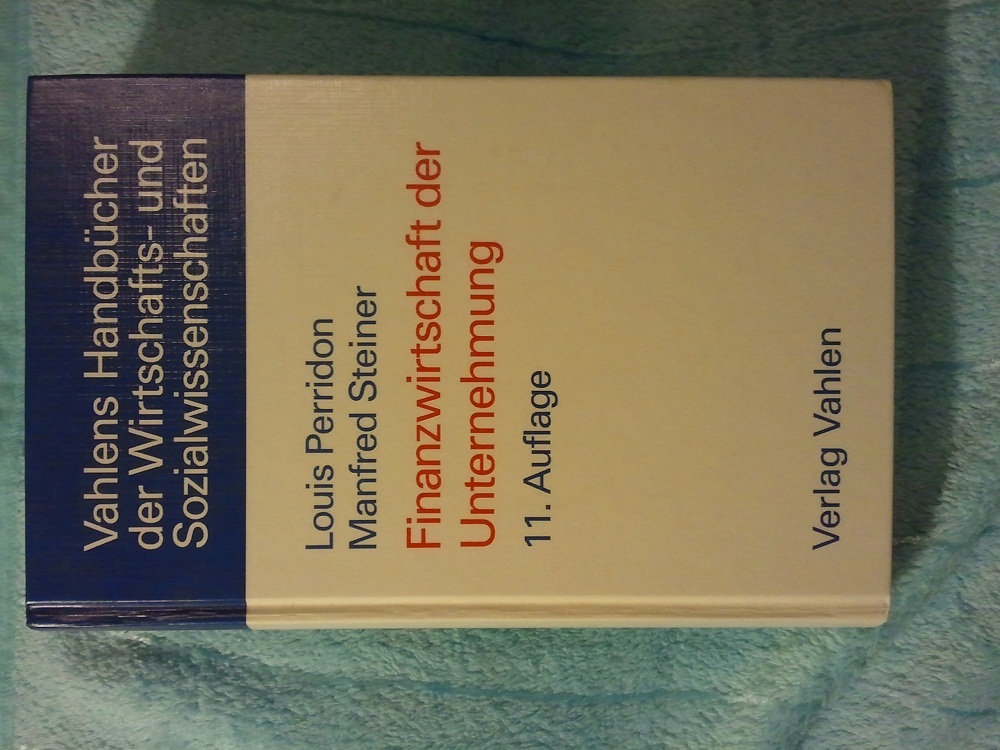 Vahlens Handbücher
der Wirtschafts- und
Sozialwissenschaften
Louis Perridon
Manfred Steiner
Finanzwirtschaft der
Unternehmung
11. Auflage
Verlag Vahlen